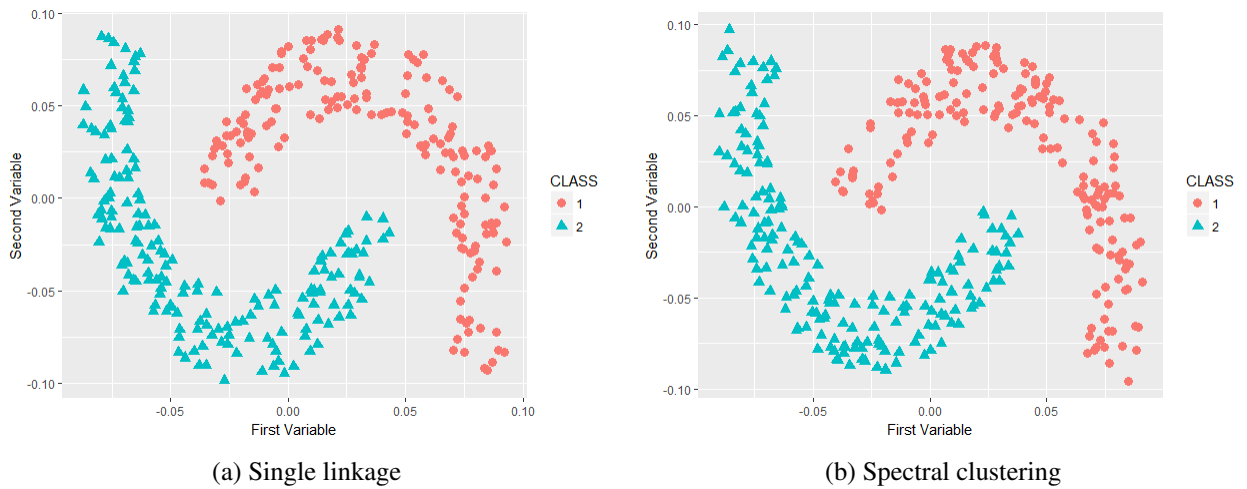 0.10
0.05
0.00
-0.05
-0.10
Second Variable
-0.05
0.00
0.05
0.10
First Variable
CLASS
1
2
(a) Single linkage
0.10
0.05
0.00
-0.05
-0.10
Second Variable
-0.05
0.00
0.05
First Variable
CLASS
1
2
(b) Spectral clustering